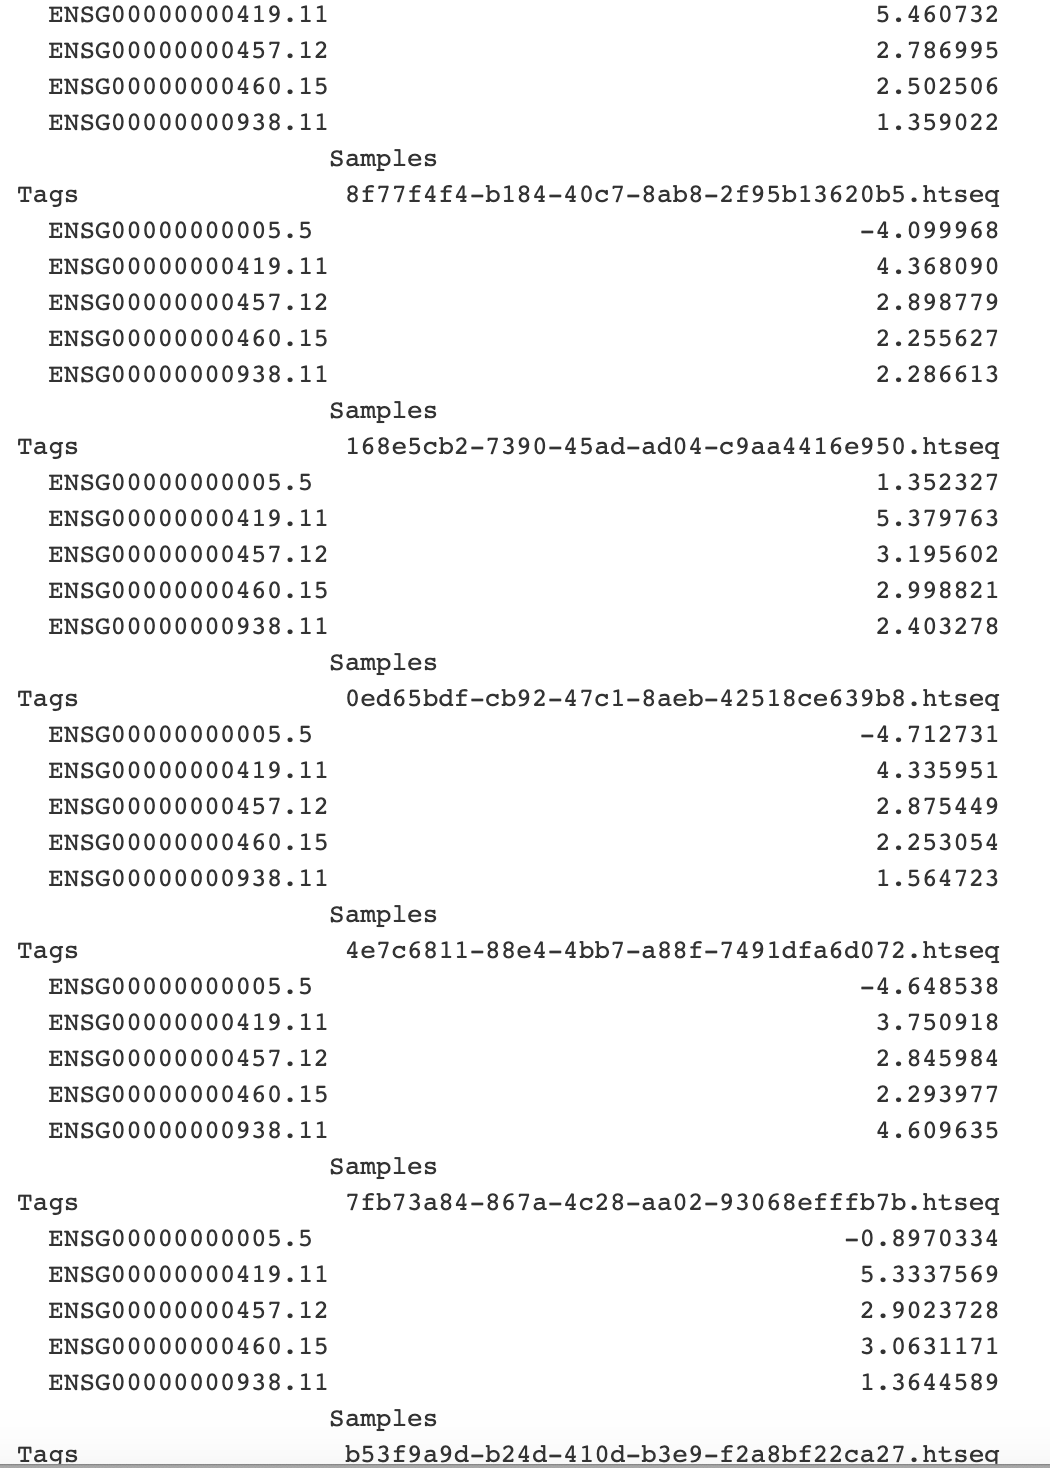 ENSG00000000419.11 5.460732
ENSG00000000457.12 2.786995
ENSG00000000460.15 2.502506
ENSG00000000938.11 1.359022
Samples
Tags 8f77f4f4-b184-40c7-8ab8-2f95b13620b5.htseq
ENSG00000000005.5 -4.099968
ENSG00000000419.11 4.368090
ENSG00000000457.12 2.898779
ENSG00000000460.15 2.255627
ENSG00000000938.11 2.286613
Samples
Tags 168e5cb2-7390-45ad-ad04-c9aa4416e950.htseq
ENSG00000000005.5 1.352327
ENSG00000000419.11 5.379763
ENSG00000000457.12 3.195602
ENSG00000000460.15 2.998821
ENSG00000000938.11 2.403278
Samples
Tags 0ed65bdf-cb92-47c1-8aeb-42518ce639b8.htseq
ENSG00000000005.5 -4.712731
ENSG00000000419.11 4.335951
ENSG00000000457.12 2.875449
ENSG00000000460.15 2.253054
ENSG00000000938.11 1.564723
Samples
Tags 4e7c6811-88e4-4bb7-a88f-7491dfa6d072.htseq
ENSG00000000005.5 -4.648538
ENSG00000000419.11 3.750918
ENSG00000000457.12 2.845984
ENSG00000000460.15 2.293977
ENSG00000000938.11 4.609635
Samples
Tags 7fb73a84-867a-4c28-aa02-93068efffb7b.htseq
ENSG00000000005.5 -0.8970334
ENSG00000000419.11 5.3337569
ENSG00000000457.12 2.9023728
ENSG00000000460.15 3.0631171
ENSG00000000938.11 1.3644589
Samples
Tags b53f9a9d-b24d-410d-b3e9-f2a8bf22ca27.htseq